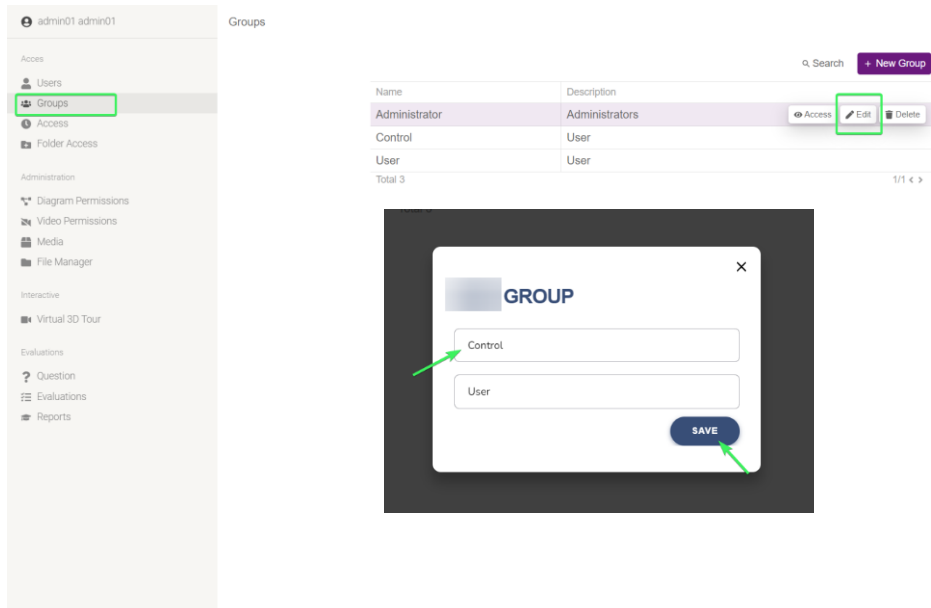 admin01 admin01
Groups
Acces
Users
Groups
Access
Folder Access
Administration
Diagram Permissions
Video Permissions
Media
File Manager
Interactive
Virtual 3D Tour
Evaluations
Question
Evaluations
Reports
Search + New Group
Name Description
Administrator Administrators Access Edit Delete
Control User
User User
Total 3 1/1 < >
GROUP
Control
User
SAVE